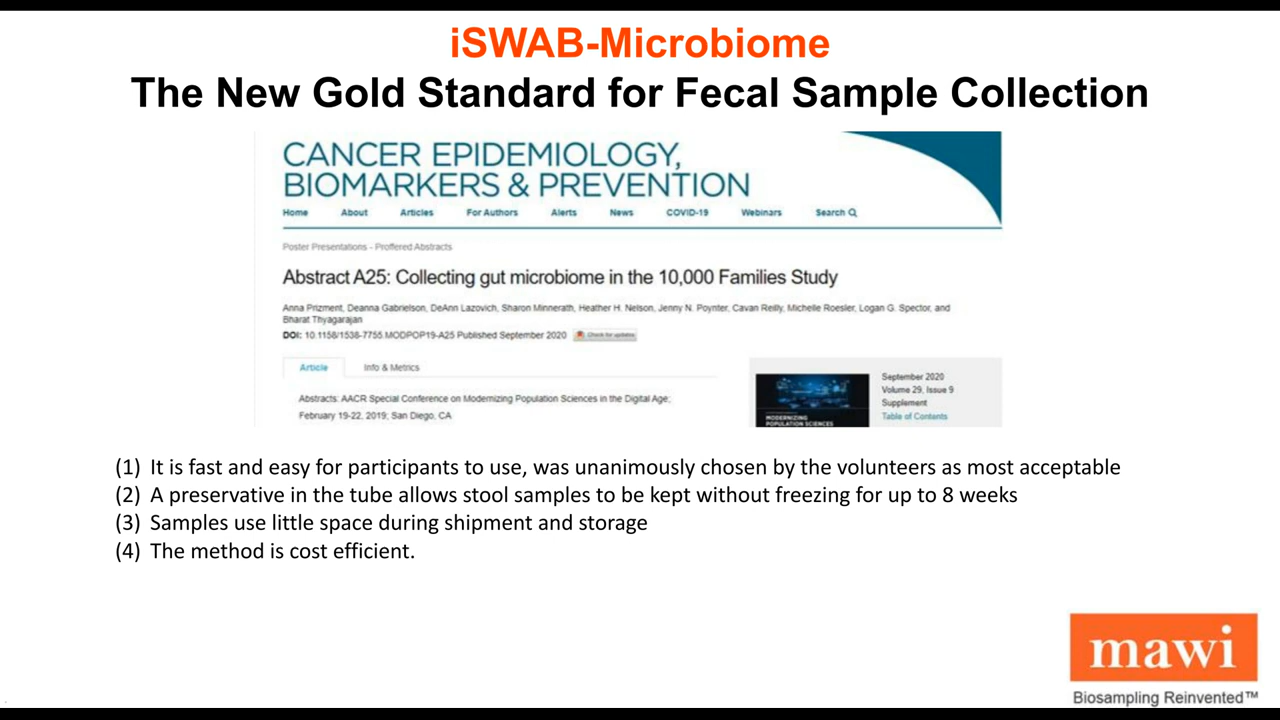 iSWAB-Microbiome
The New Gold Standard for Fecal Sample Collection
CANCER EPIDEMIOLOGY,
BIOMARKERS & PREVENTION
Home About Articles For Authors Alerts News COVID-19 Webinars Search
Poster Presentations - Proffered Abstracts
Abstract A25: Collecting gut microbiome in the 10,000 Families Study
Anna Prizment, Deanna Gabrielson, DeAnn Lazovich, Sharon Minnerath, Heather H. Nelson, Jenny N. Poynter, Cavan Reilly, Michelle Roesler, Logan G. Spector, and
Bharat Thyagarajan
DOI: 10.1158/1538-7755.MODPOP19-A25 Published September 2020 Check for updates
Article Info & Metrics
Abstracts: AACR Special Conference on Modernizing Population Sciences in the Digital Age;
February 19-22, 2019; San Diego, CA
MODERNIZING
POPULATION SCIENCES
September 2020
Volume 29, Issue 9
Supplement
Table of Contents
(1) It is fast and easy for participants to use, was unanimously chosen by the volunteers as most acceptable
(2) A preservative in the tube allows stool samples to be kept without freezing for up to 8 weeks
(3) Samples use little space during shipment and storage
(4) The method is cost efficient.
mawi
Biosampling Reinvented™